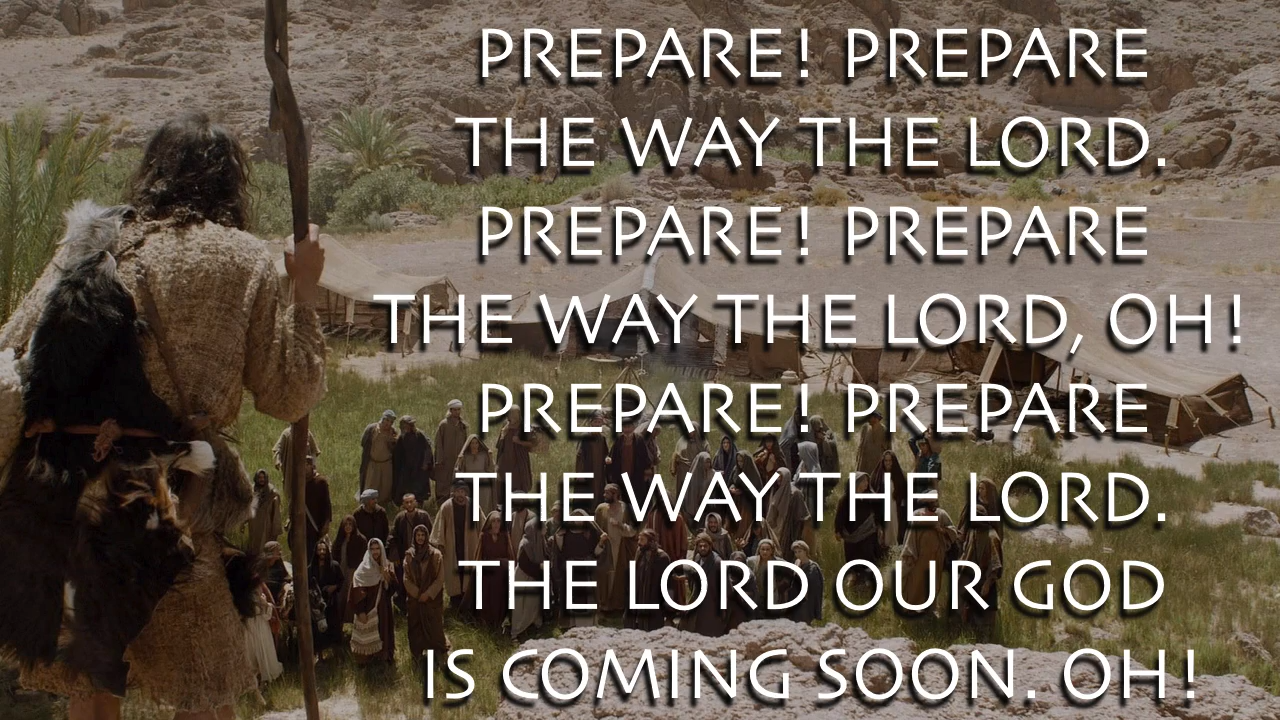 PREPARE! PREPARE
THE WAY THE LORD.
PREPARE! PREPARE
THE WAY THE LORD, OH!
PREPARE! PREPARE
THE WAY THE LORD.
THE LORD OUR GOD
IS COMING SOON. OH!